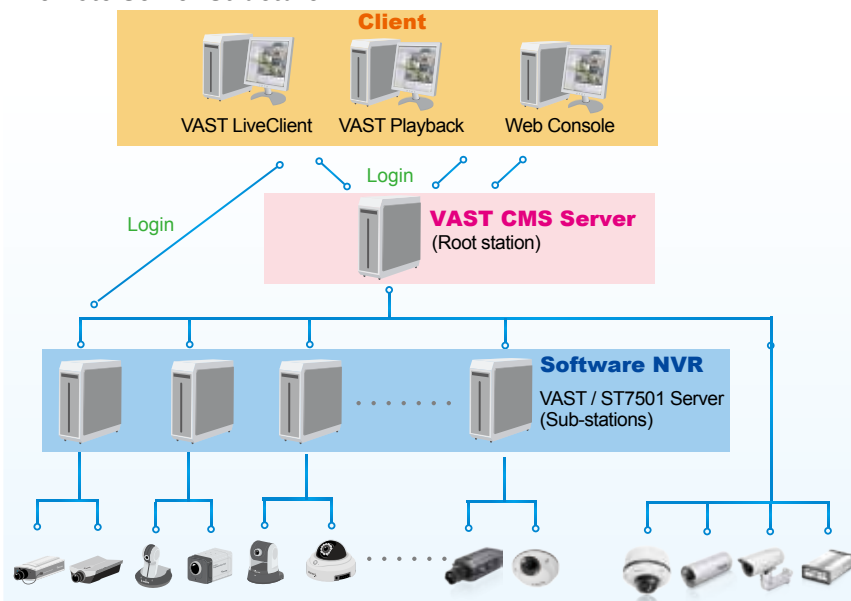 Client
VAST LiveClient
VAST Playback
Web Console
Login
Login
VAST CMS Server
(Root station)
Software NVR
VAST / ST7501 Server
(Sub-stations)